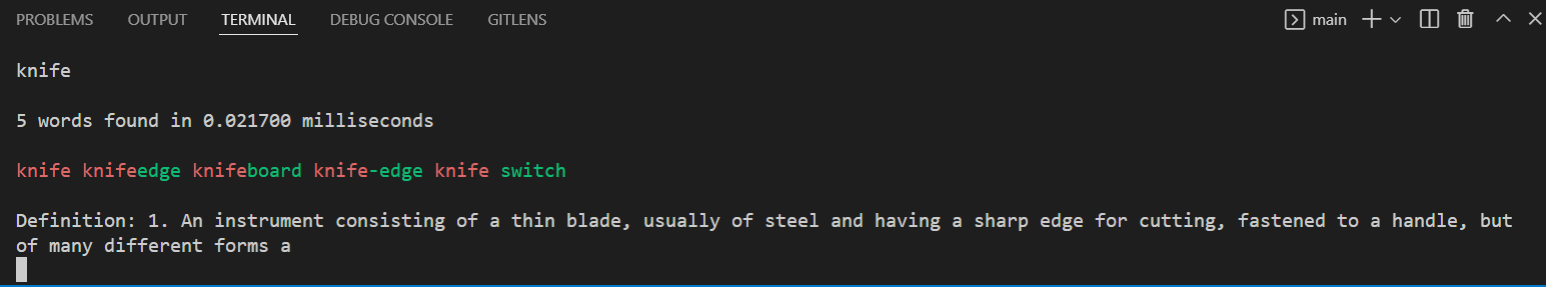 PROBLEMS OUTPUT TERMINAL DEBUG CONSOLE GITLENS main
knife
5 words found in 0.021700 milliseconds
knife knifeedge knifeboard knife-edge knife switch
Definition: 1. An instrument consisting of a thin blade, usually of steel and having a sharp edge for cutting, fastened to a handle, but
of many different forms a